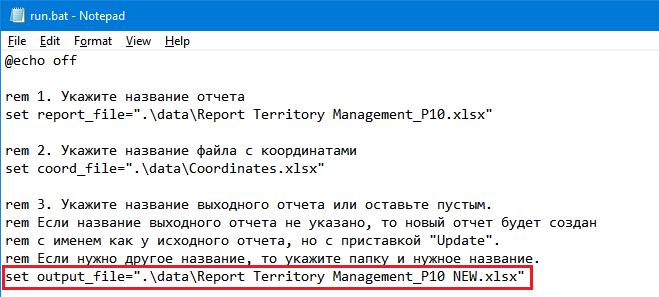 run.bat - Notepad
File Edit Format View Help
@echo off
rem 1. Укажите название отчета
set report_file=".\data\Report Territory Management_P10.xlsx"
rem 2. Укажите название файла с координатами
set coord_file=".\data\Coordinates.xlsx"
rem 3. Укажите название выходного отчета или оставьте пустым.
rem Если название выходного отчета не указано, то новый отчет будет создан
rem с именем как у исходного отчета, но с приставкой "Update".
rem Если нужно другое название, то укажите папку и нужное название.
set output_file=".\data\Report Territory Management_P10 NEW.xlsx"